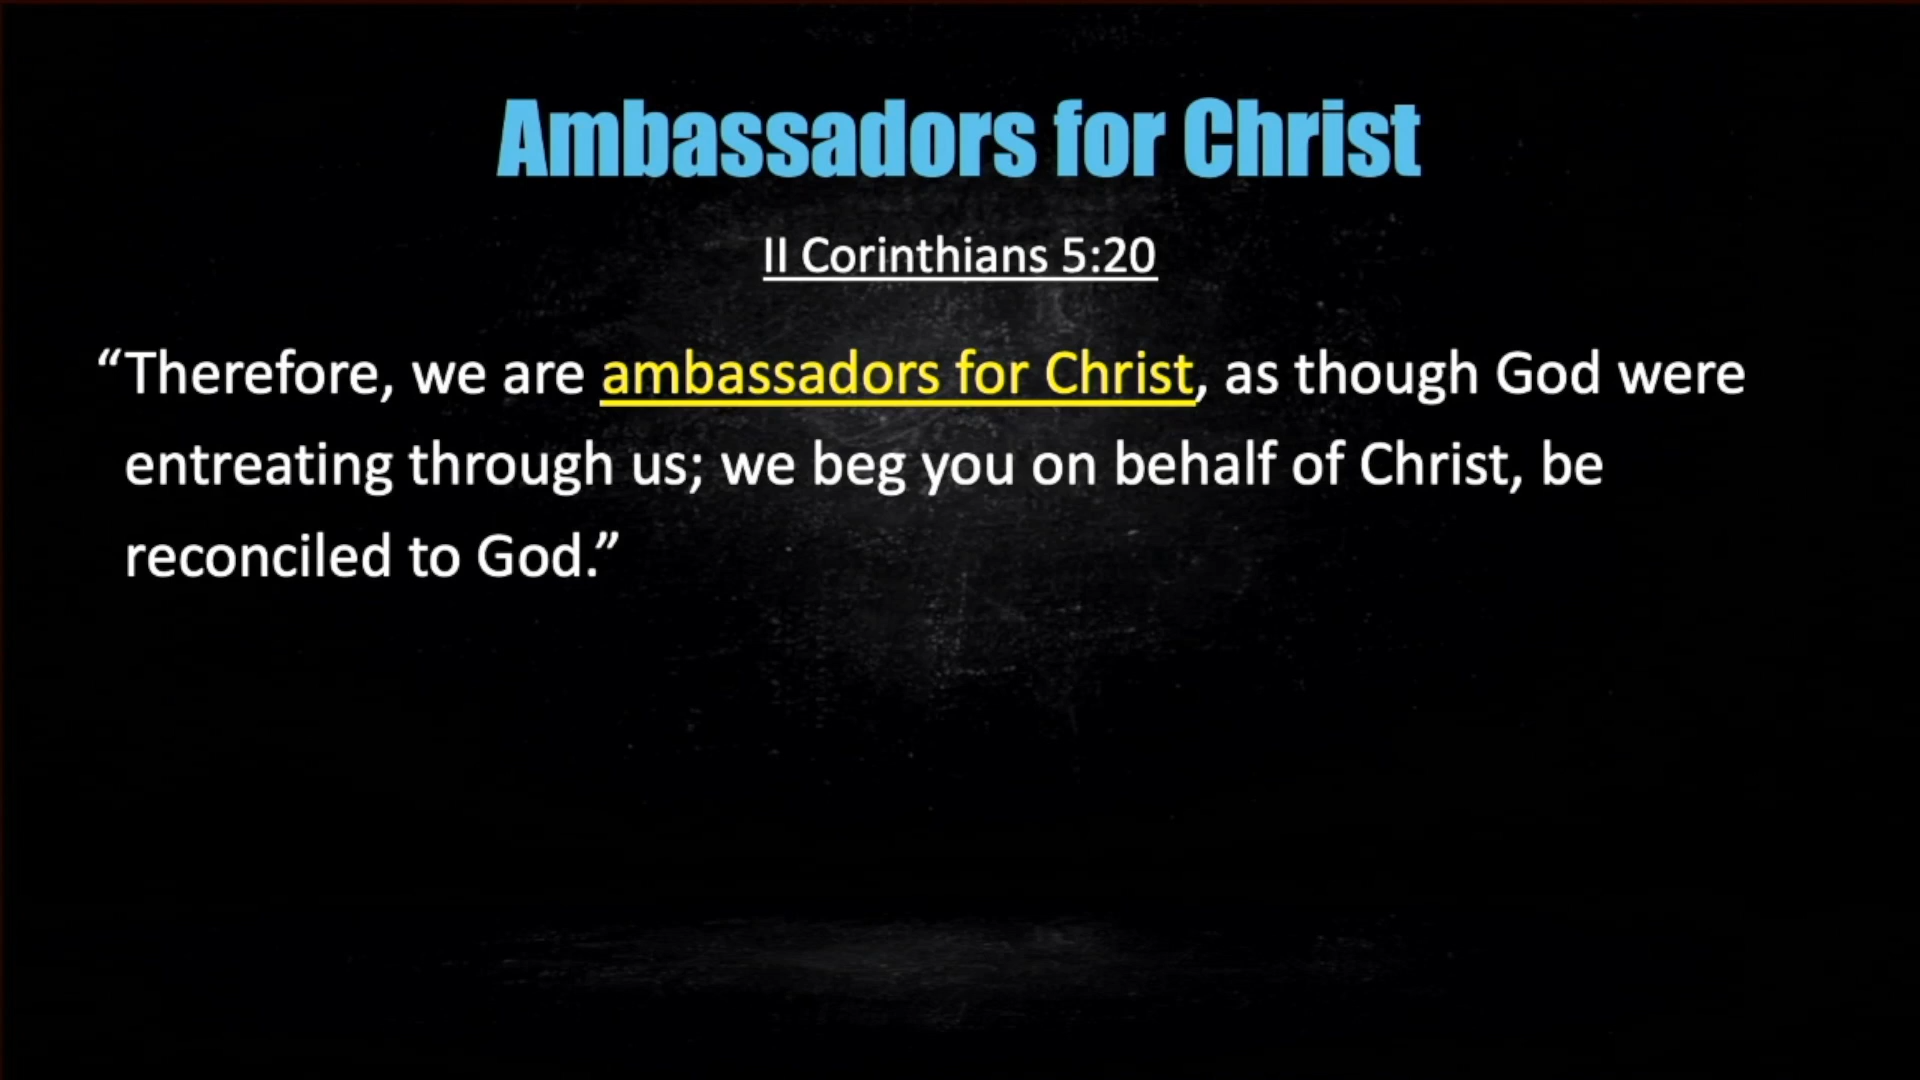 Ambassadors for Christ
II Corinthians 5:20
“Therefore, we are ambassadors for Christ, as though God were
entreating through us; we beg you on behalf of Christ, be
reconciled to God.”